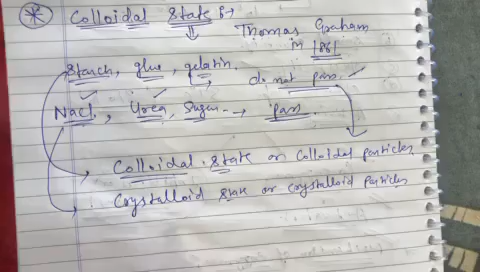 * Colloidal State :→ Thomas Graham
in 1861
Starch, glue, gelatin → do not pass
NaCl, Urea, Sugar → pass
Colloidal State or Colloidal particles
Crystalloid State or crystalloid Particles